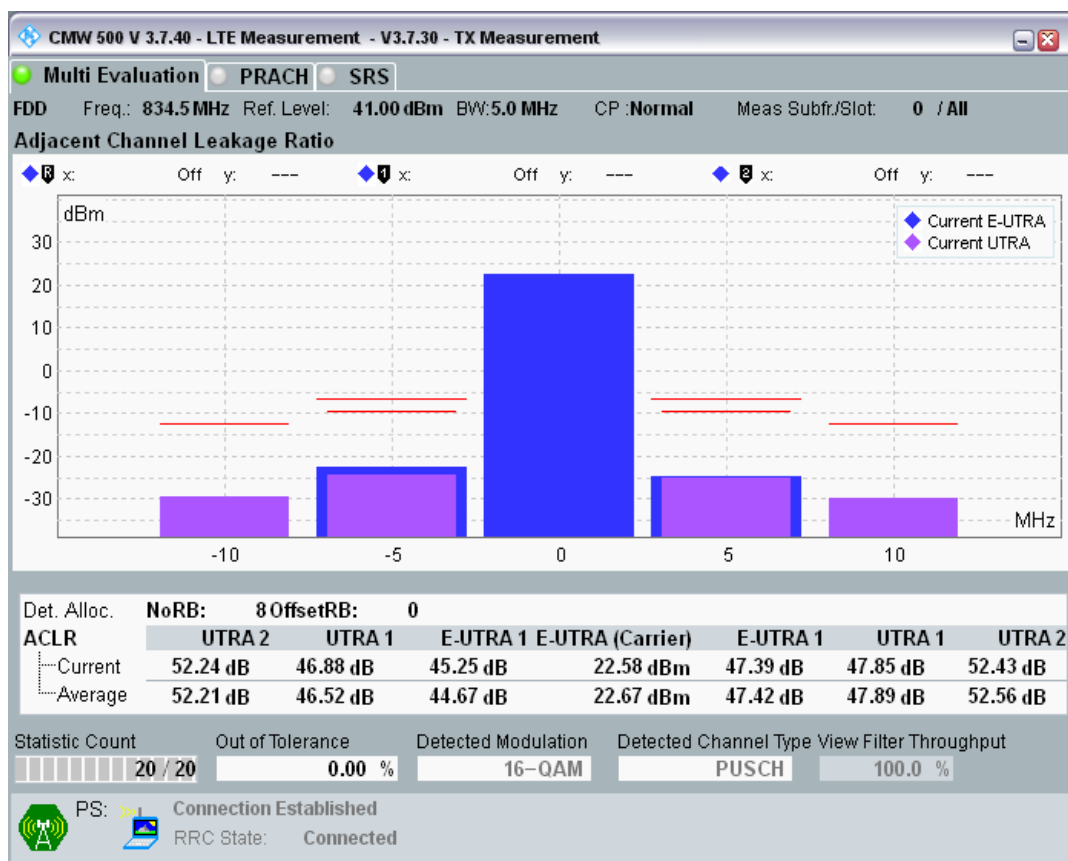 CMW 500 V 3.7.40 - LTE Measurement - V3.7.30 - TX Measurement
Multi Evaluation PRACH SRS
FDD Freq.: 834.5 MHz Ref. Level: 41.00 dBm BW:5.0 MHz CP :Normal Meas Subfr./Slot: 0 / All
Adjacent Channel Leakage Ratio
R x: Off y: --- 1 x: Off y: --- 2 x: Off y: ---
dBm
Current E-UTRA
Current UTRA
30
20
10
0
-10
-20
-30
MHz
-10 -5 0 5 10
Det. Alloc. NoRB: 8 OffsetRB: 0
ACLR UTRA 2 UTRA 1 E-UTRA 1 E-UTRA (Carrier) E-UTRA 1 UTRA 1 UTRA 2
Current 52.24 dB 46.88 dB 45.25 dB 22.58 dBm 47.39 dB 47.85 dB 52.43 dB
Average 52.21 dB 46.52 dB 44.67 dB 22.67 dBm 47.42 dB 47.89 dB 52.56 dB
Statistic Count Out of Tolerance Detected Modulation Detected Channel Type View Filter Throughput
20 / 20 0.00 % 16-QAM PUSCH 100.0 %
PS: Connection Established
RRC State: Connected